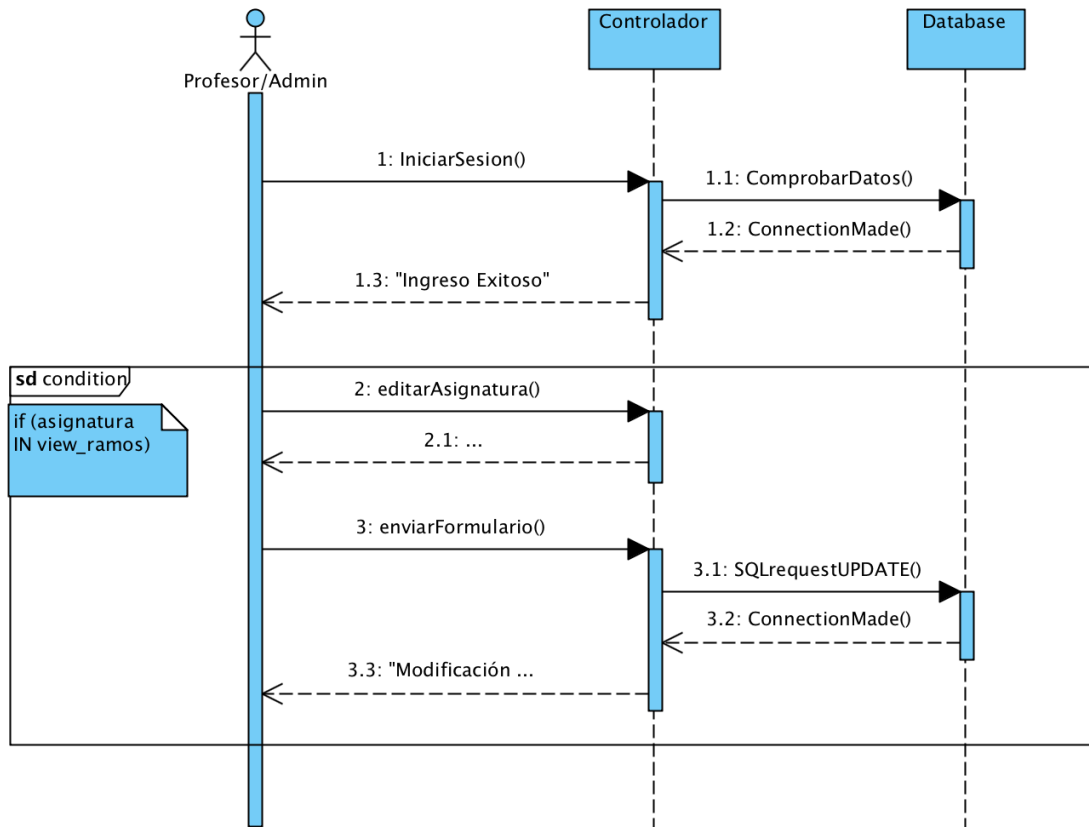 Profesor/Admin
Controlador
Database
1: IniciarSesion()
1.1: ComprobarDatos()
1.2: ConnectionMade()
1.3: "Ingreso Exitoso"
sd condition
if (asignatura
IN view_ramos)
2: editarAsignatura()
2.1: ...
3: enviarFormulario()
3.1: SQLrequestUPDATE()
3.2: ConnectionMade()
3.3: "Modificación ...